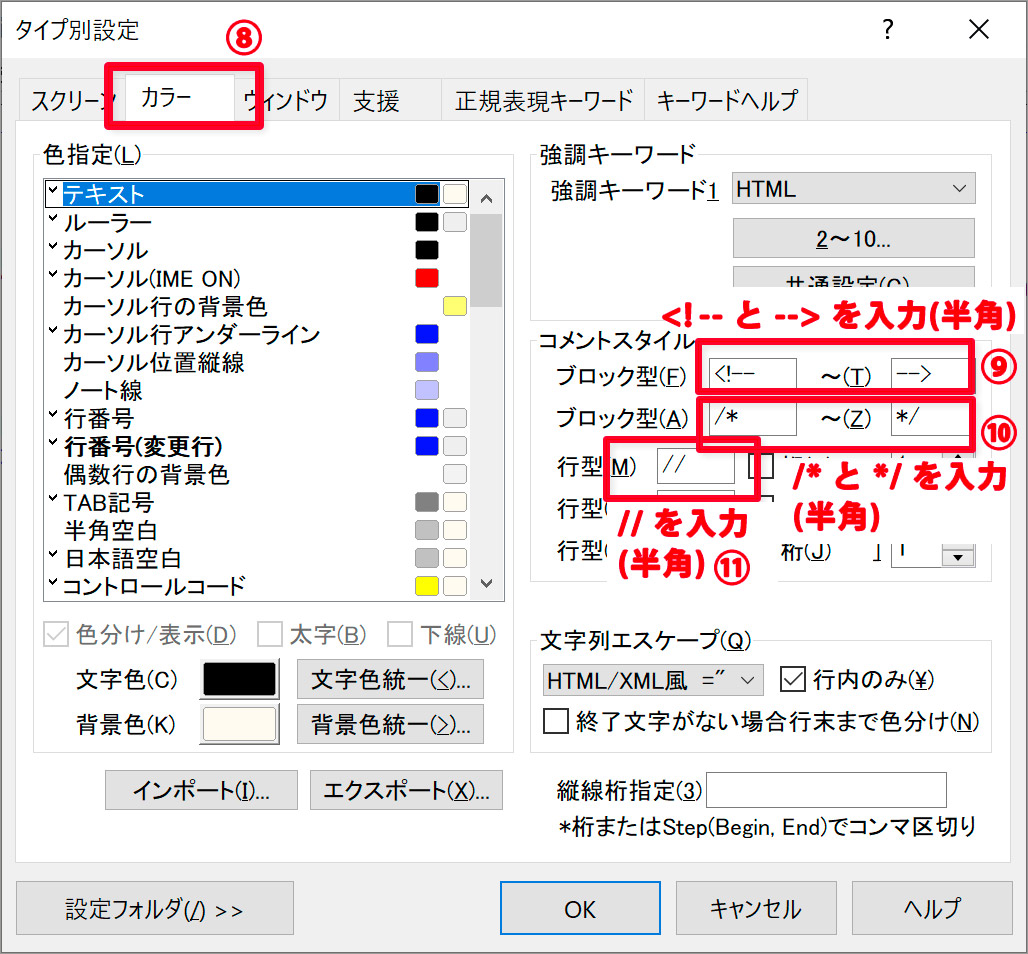 タイプ別設定 ? ×
⑧
スクリーン カラー ウィンドウ 支援 正規表現キーワード キーワードヘルプ
色指定(L)
テキスト
ルーラー
カーソル
カーソル(IME ON)
カーソル行の背景色
カーソル行アンダーライン
カーソル位置縦線
ノート線
行番号
行番号(変更行)
偶数行の背景色
TAB記号
半角空白
日本語空白
コントロールコード
色分け/表示(D) 太字(B) 下線(U)
文字色(C) 文字色統一(<)...
背景色(K) 背景色統一(>)...
インポート(I)... エクスポート(X)...
強調キーワード
強調キーワード1 HTML
2～10...
共通設定(G)
<!-- と --> を入力(半角)
コメントスタイル
ブロック型(F) <!-- ～(T) --> ⑨
ブロック型(A) /* ～(Z) */ ⑩
行型(M) //
/* と */ を入力
(半角)
行型(
// を入力
(半角) ⑪
行型( 桁(J) 1
文字列エスケープ(Q)
HTML/XML風 =" 行内のみ(¥)
終了文字がない場合行末まで色分け(N)
縦線桁指定(3)
*桁またはStep(Begin, End)でコンマ区切り
設定フォルダ(/) >> OK キャンセル ヘルプ